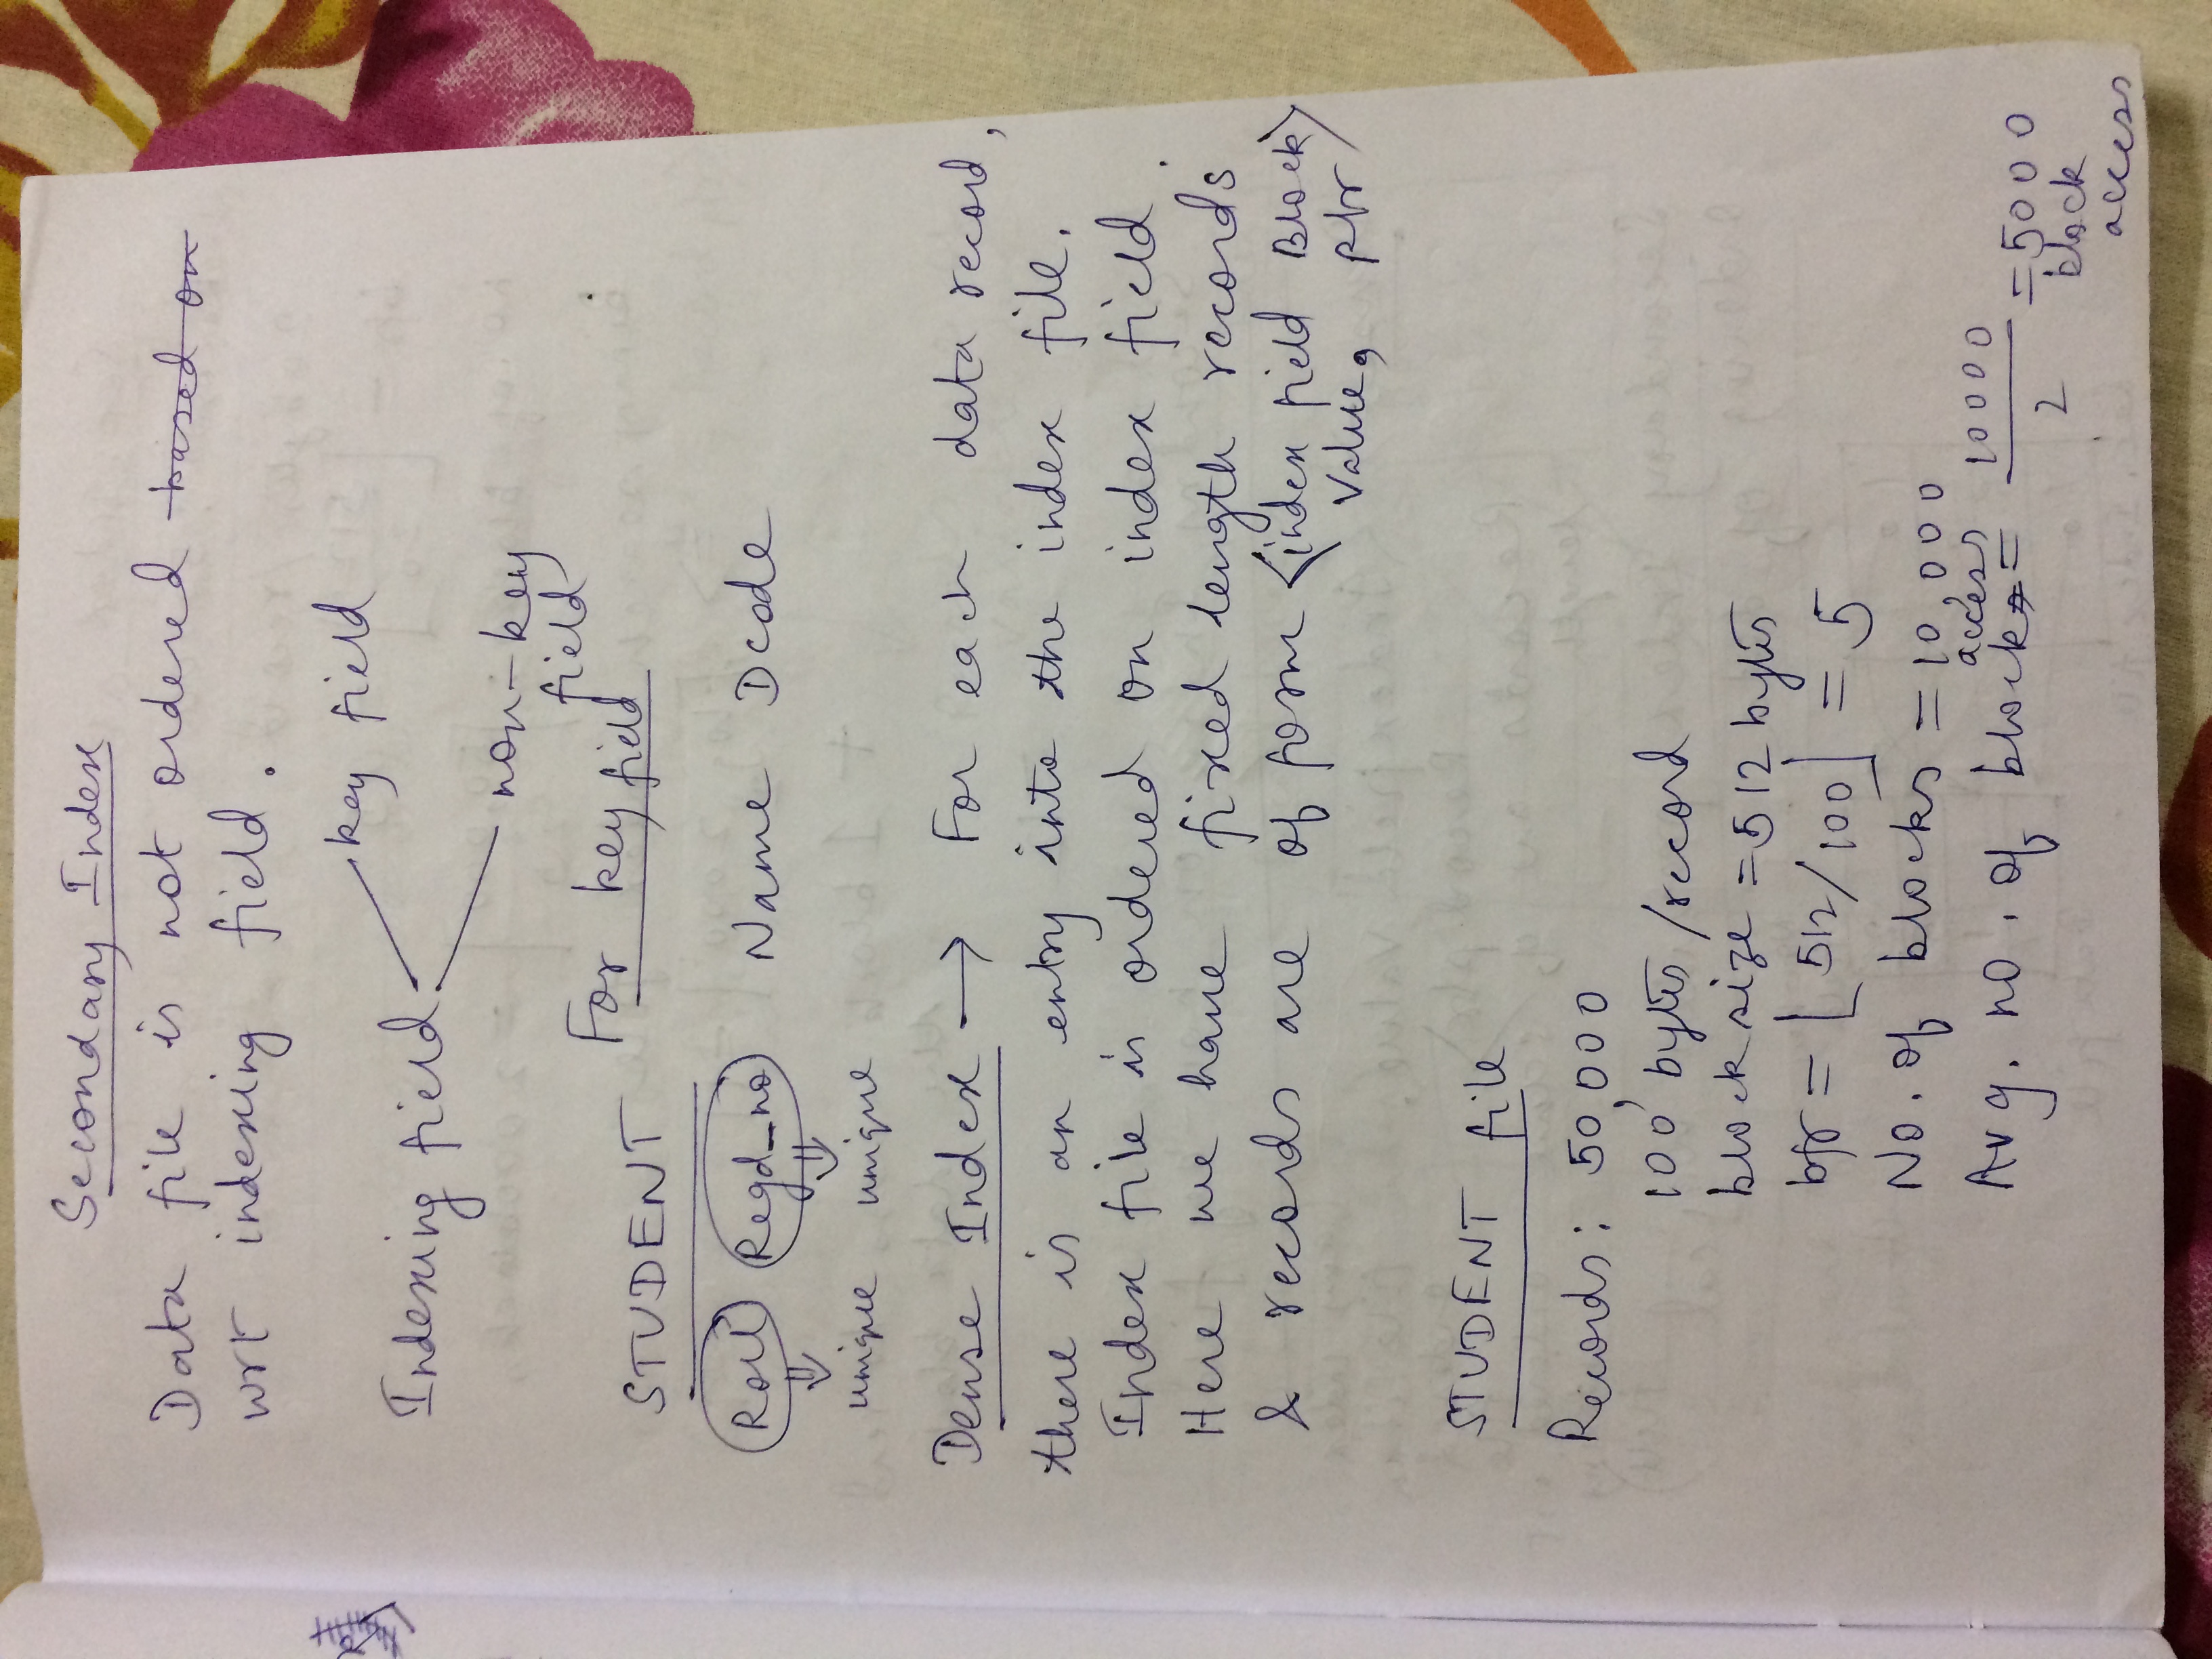 Secondary Index
Data file is not ordered based on
wrt indexing field.
key field
Indexing field
non-key
field
For key field
STUDENT
Roll Regd_no Name Dcode
unique unique
Dense Index → For each data record,
there is an entry into the index file.
Index file is ordered on index field.
Here we have fixed length records
& records are of form <index field Block>
value, ptr
STUDENT file
Records: 50,000
100 bytes/record
block size = 512 bytes
bfr = ⌊512/100⌋ = 5
No. of blocks = 10,000
access
Avg. no. of block = 10000/2 = 5000
block
access